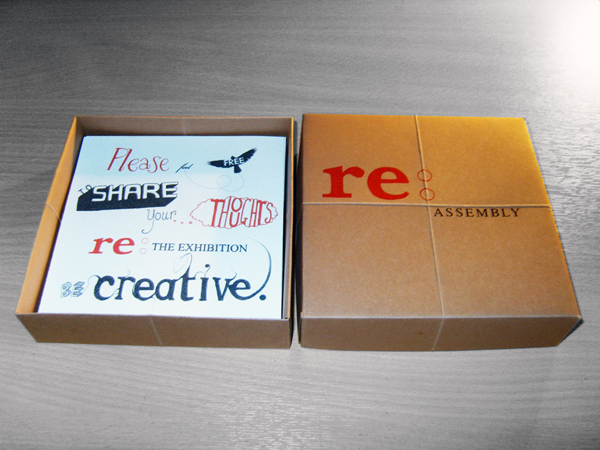 Please feel FREE
TO SHARE
your... THOUGHTS
re: THE EXHIBITION
BE creative.
re:
ASSEMBLY